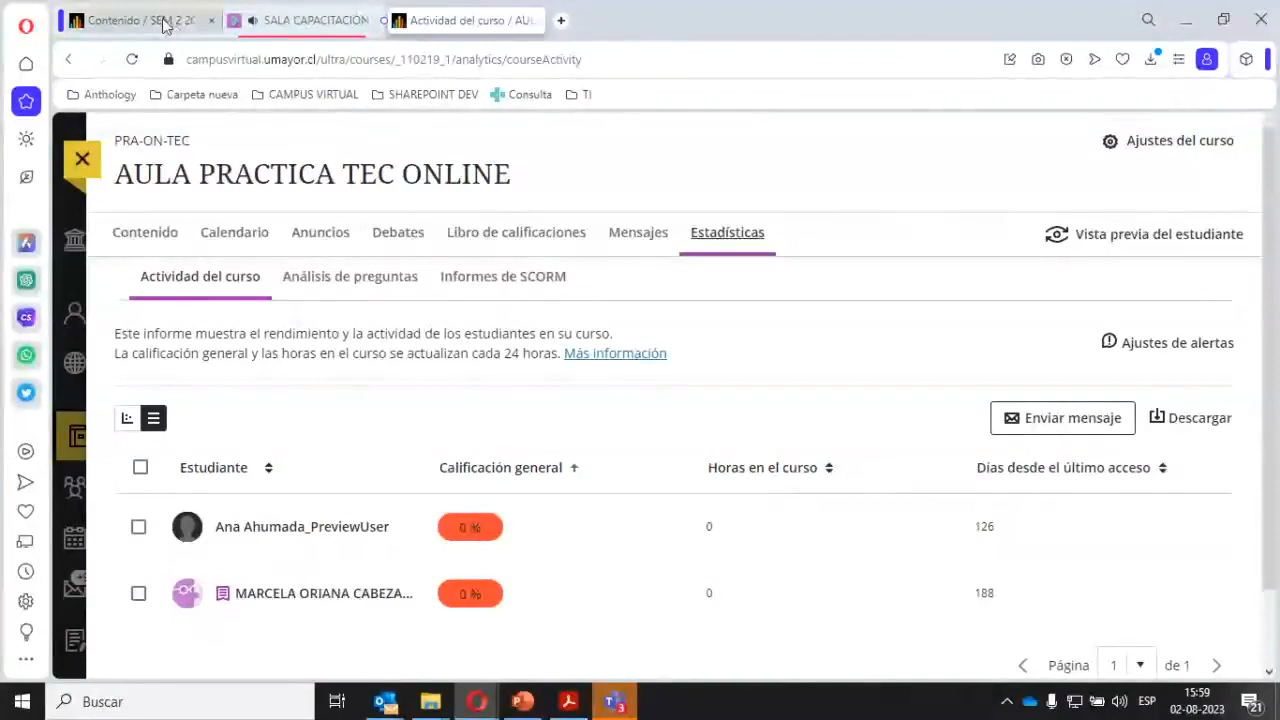 Contenido / SEM 2 20
SALA CAPACITACION
Actividad del curso / AU
campusvirtual.umayor.cl/ultra/courses/_110219_1/analytics/courseActivity
Anthology
Carpeta nueva
CAMPUS VIRTUAL
SHAREPOINT DEV
Consulta
TI
PRA-ON-TEC
Ajustes del curso
AULA PRACTICA TEC ONLINE
Contenido
Calendario
Anuncios
Debates
Libro de calificaciones
Mensajes
Estadísticas
Vista previa del estudiante
Actividad del curso
Análisis de preguntas
Informes de SCORM
Este informe muestra el rendimiento y la actividad de los estudiantes en su curso.
La calificación general y las horas en el curso se actualizan cada 24 horas. Más información
Ajustes de alertas
Enviar mensaje
Descargar
Estudiante
Calificación general
Horas en el curso
Días desde el último acceso
Ana Ahumada_PreviewUser
0 %
0
126
CS
MARCELA ORIANA CABEZA...
0 %
0
188
Página
1
de 1
Buscar
3
ESP
15:59
02-08-2023
21